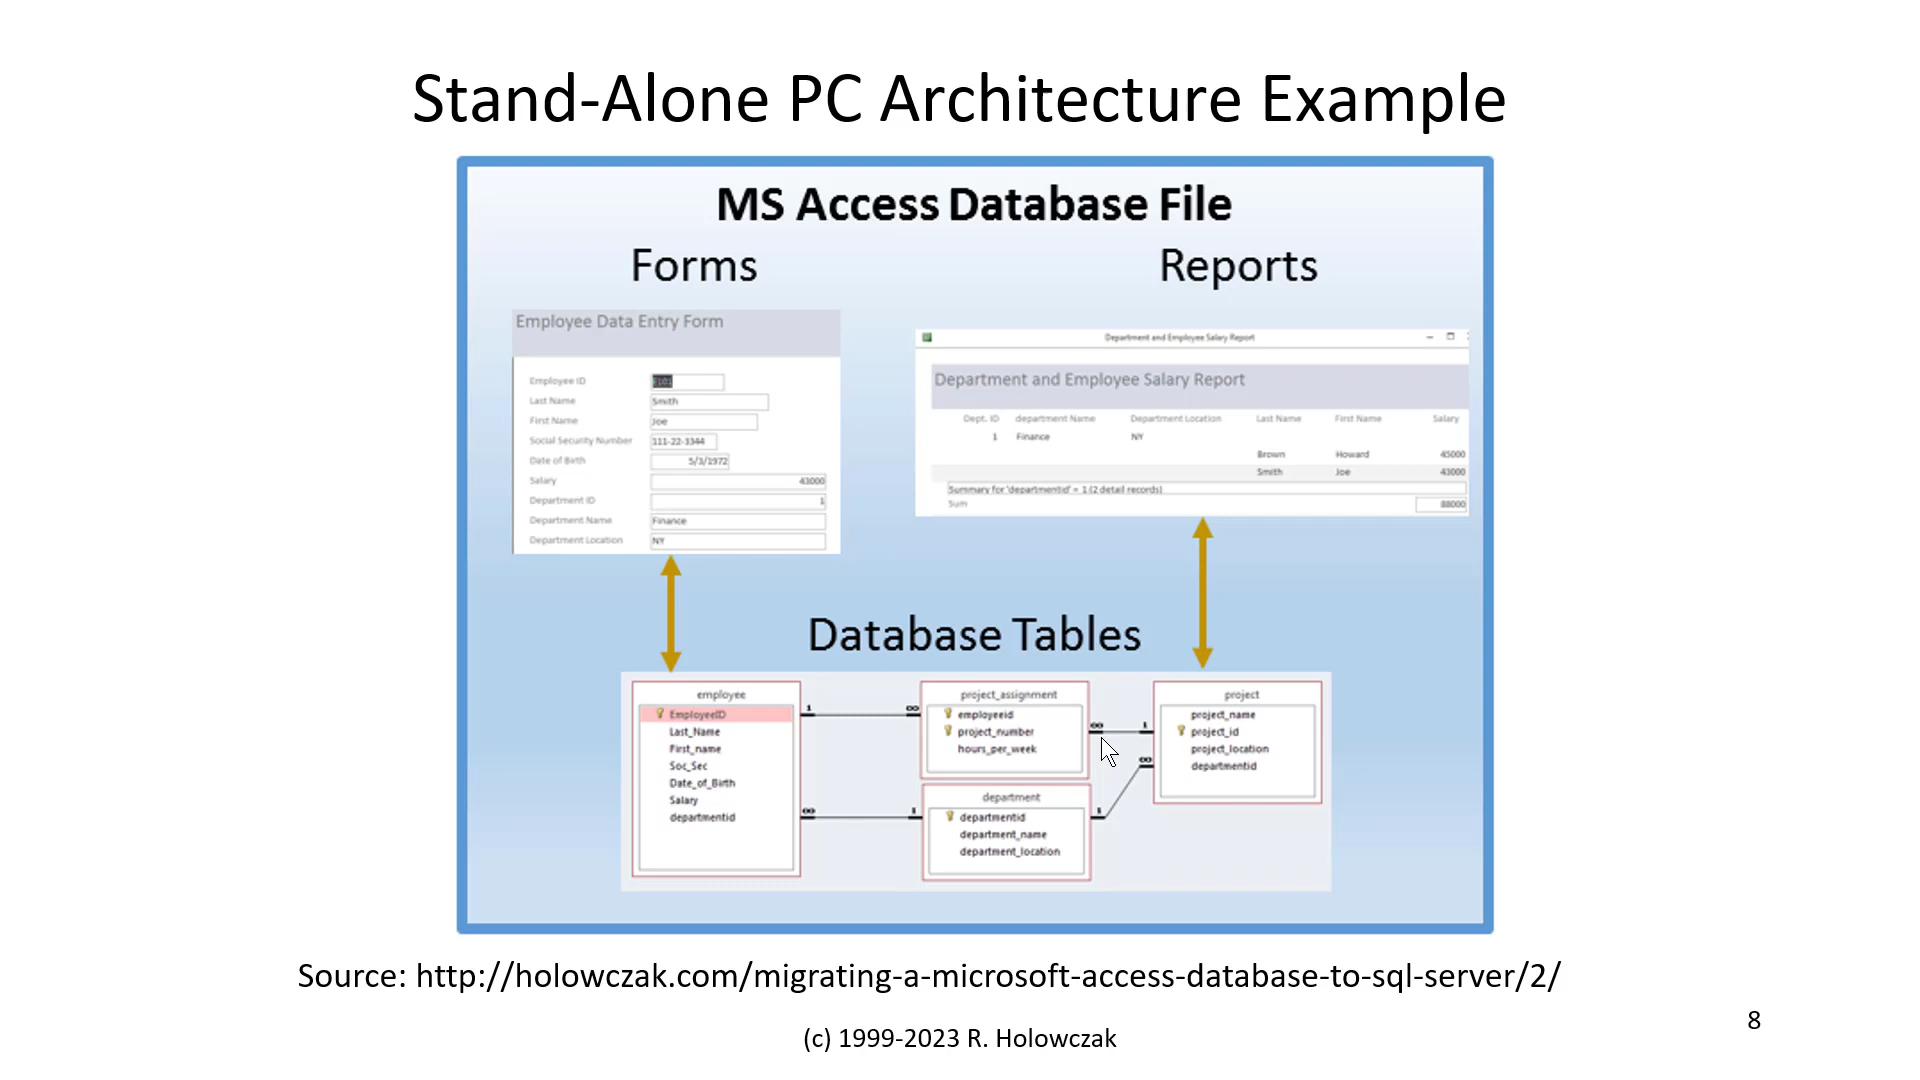 Stand-Alone PC Architecture Example
MS Access Database File
Forms
Reports
Employee Data Entry Form
Employee ID
Last Name Smith
First Name Joe
Social Security Number 111-22-3344
Date of Birth 5/3/1972
Salary 43000
Department ID 1
Department Name Finance
Department Location NY
Department and Employee Salary Report
Department and Employee Salary Report
Dept. ID department Name Department Location Last Name First Name Salary
1 Finance NY
Brown Howard 45000
Smith Joe 43000
Summary for 'departmentid' = 1 (2 detail records)
Sum 88000
Database Tables
employee
EmployeeID
Last_Name
First_name
Soc_Sec
Date_of_Birth
Salary
departmentid
1 ∞
∞ 1
project_assignment
employeeid
project_number
hours_per_week
department
departmentid
department_name
department_location
∞ 1
1 ∞
project
project_name
project_id
project_location
departmentid
Source: http://holowczak.com/migrating-a-microsoft-access-database-to-sql-server/2/
8
(c) 1999-2023 R. Holowczak